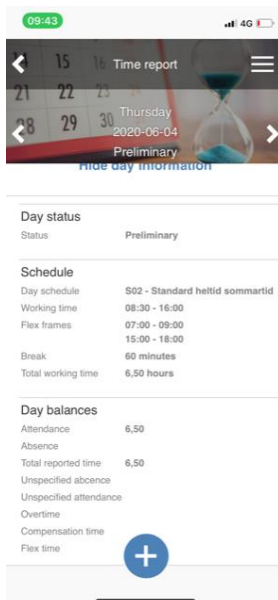 09:43
4G
14 15 16
Time report
21 22 23
Thursday
28 29 30
2020-06-04
Preliminary
Hide day information
Day status
Status Preliminary
Schedule
Day schedule S02 - Standard heltid sommartid
Working time 08:30 - 16:00
Flex frames 07:00 - 09:00
15:00 - 18:00
Break 60 minutes
Total working time 6,50 hours
Day balances
Attendance 6,50
Absence
Total reported time 6,50
Unspecified abcence
Unspecified attendance
Overtime
Compensation time
Flex time
+